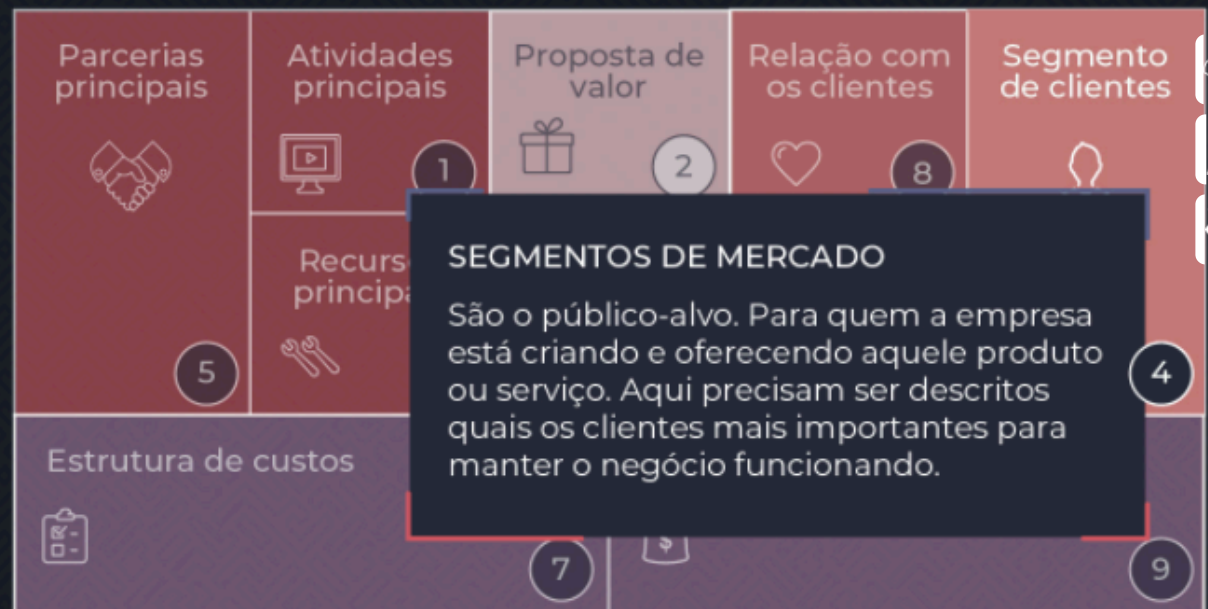 Parcerias
principais
5
Atividades
principais
1
Proposta de
valor
2
Relação com
os clientes
8
Segmento
de clientes
4
SEGMENTOS DE MERCADO
São o público-alvo. Para quem a empresa
está criando e oferecendo aquele produto
ou serviço. Aqui precisam ser descritos
quais os clientes mais importantes para
manter o negócio funcionando.
Estrutura de custos
7
$
9